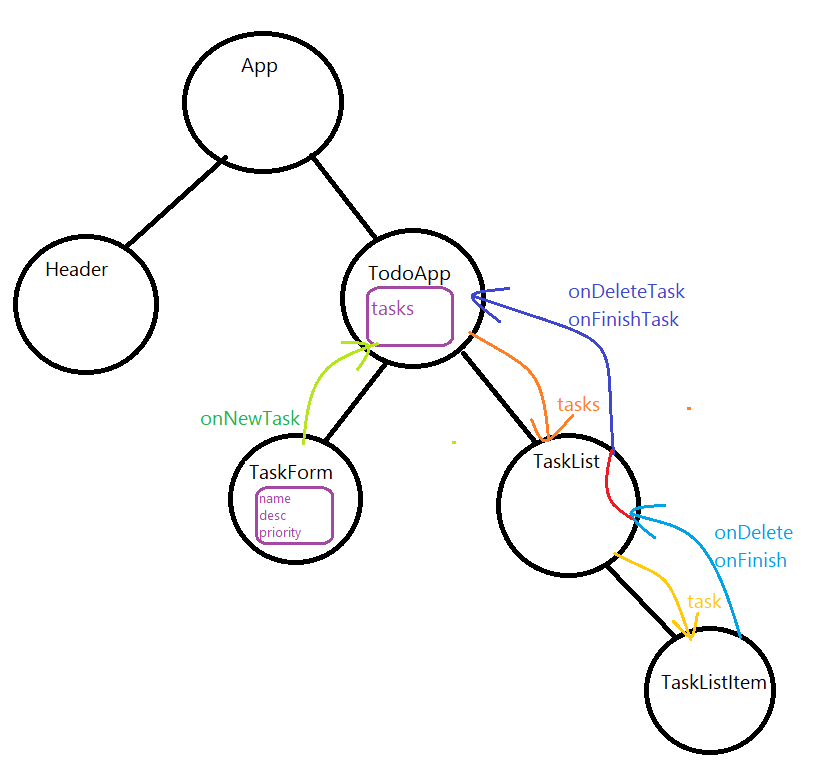 App
Header
TodoApp
tasks
onDeleteTask
onFinishTask
onNewTask
tasks
TaskForm
name
desc
priority
TaskList
onDelete
onFinish
task
TaskListItem